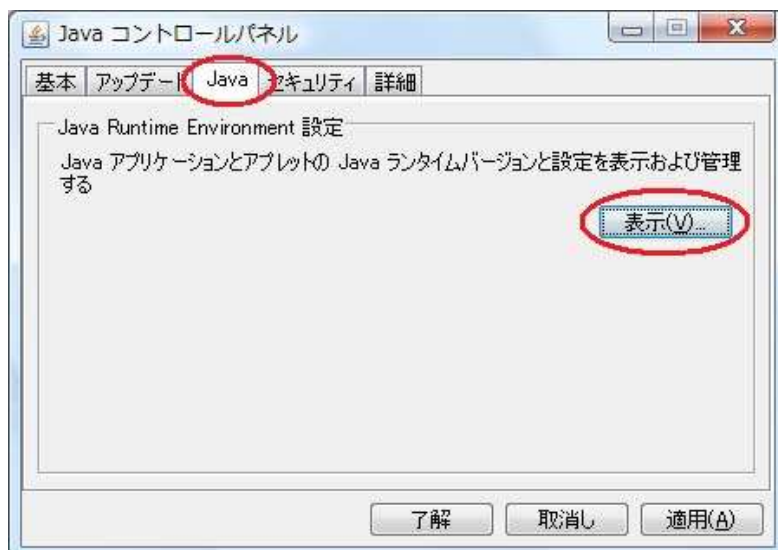 Java コントロールパネル
基本 アップデート Java セキュリティ 詳細
Java Runtime Environment 設定
Java アプリケーションとアプレットの Java ランタイムバージョンと設定を表示および管理
する
表示(V)...
了解 取消し 適用(A)